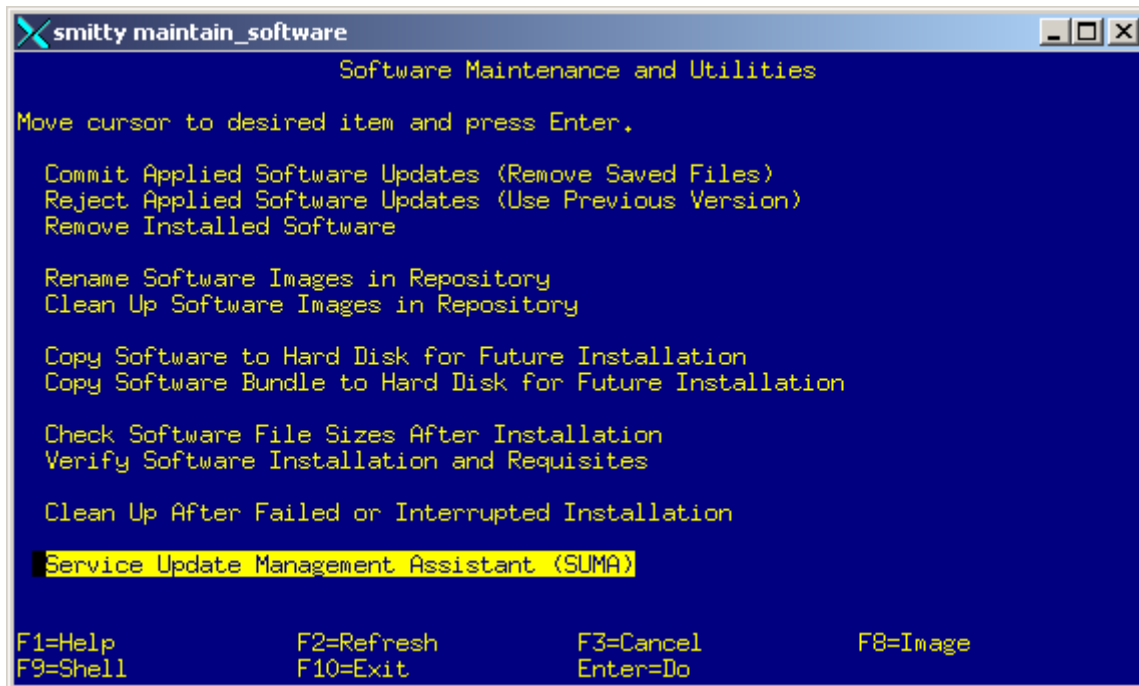 smitty maintain_software
Software Maintenance and Utilities
Move cursor to desired item and press Enter.
Commit Applied Software Updates (Remove Saved Files)
Reject Applied Software Updates (Use Previous Version)
Remove Installed Software
Rename Software Images in Repository
Clean Up Software Images in Repository
Copy Software to Hard Disk for Future Installation
Copy Software Bundle to Hard Disk for Future Installation
Check Software File Sizes After Installation
Verify Software Installation and Requisites
Clean Up After Failed or Interrupted Installation
Service Update Management Assistant (SUMA)
F1=Help F2=Refresh F3=Cancel F8=Image
F9=Shell F10=Exit Enter=Do